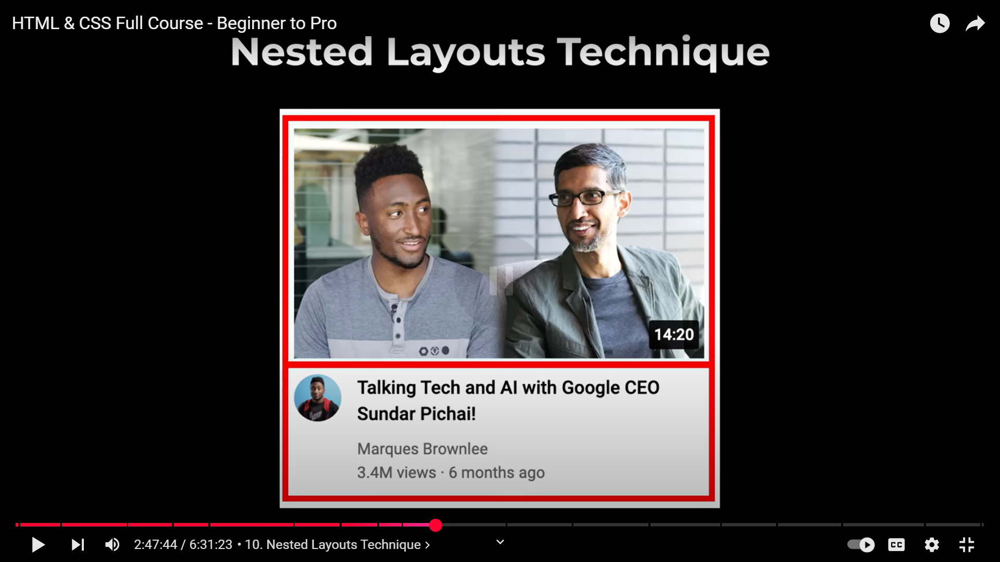 HTML & CSS Full Course - Beginner to Pro
Nested Layouts Technique
14:20
Talking Tech and AI with Google CEO
Sundar Pichai!
Marques Brownlee
3.4M views · 6 months ago
2:47:44 / 6:31:23 • 10. Nested Layouts Technique >
CC